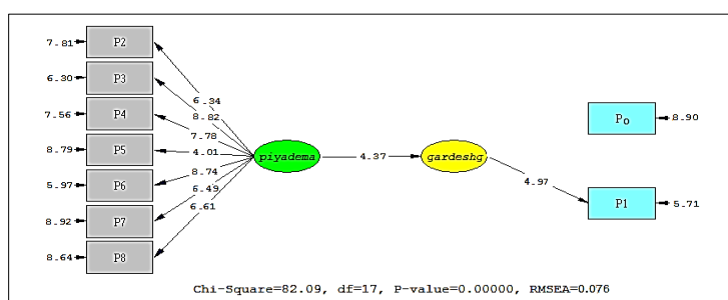 7.81 P2
6.30 P3
7.56 P4
8.79 P5
5.97 P6
8.92 P7
8.64 P8
6.34
8.82
7.78
4.01
8.74
6.49
6.61
piyadema 4.37 gardeshg
4.97
Po 8.90
P1 5.71
Chi-Square=82.09, df=17, P-value=0.00000, RMSEA=0.076